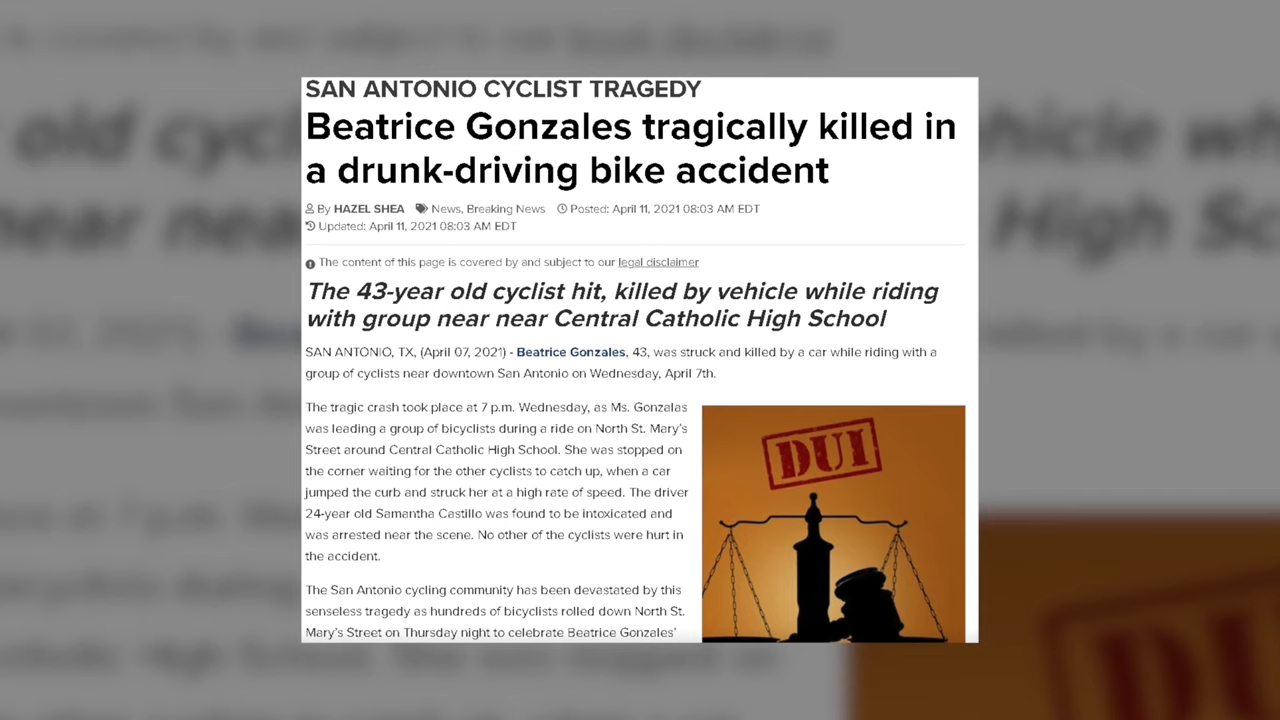 SAN ANTONIO CYCLIST TRAGEDY
Beatrice Gonzales tragically killed in
a drunk-driving bike accident
By HAZEL SHEA News, Breaking News Posted: April 11, 2021 08:03 AM EDT
Updated: April 11, 2021 08:03 AM EDT
The content of this page is covered by and subject to our legal disclaimer
The 43-year old cyclist hit, killed by vehicle while riding
with group near near Central Catholic High School
SAN ANTONIO, TX, (April 07, 2021) - Beatrice Gonzales, 43, was struck and killed by a car while riding with a
group of cyclists near downtown San Antonio on Wednesday, April 7th.
The tragic crash took place at 7 p.m. Wednesday, as Ms. Gonzalas
was leading a group of bicyclists during a ride on North St. Mary's
Street around Central Catholic High School. She was stopped on
the corner waiting for the other cyclists to catch up, when a car
jumped the curb and struck her at a high rate of speed. The driver
24-year old Samantha Castillo was found to be intoxicated and
was arrested near the scene. No other of the cyclists were hurt in
the accident.
The San Antonio cycling community has been devastated by this
senseless tragedy as hundreds of bicyclists rolled down North St.
Mary's Street on Thursday night to celebrate Beatrice Gonzales'
DUI
old cycl
hicle wh
near nea
High Sc
DUI